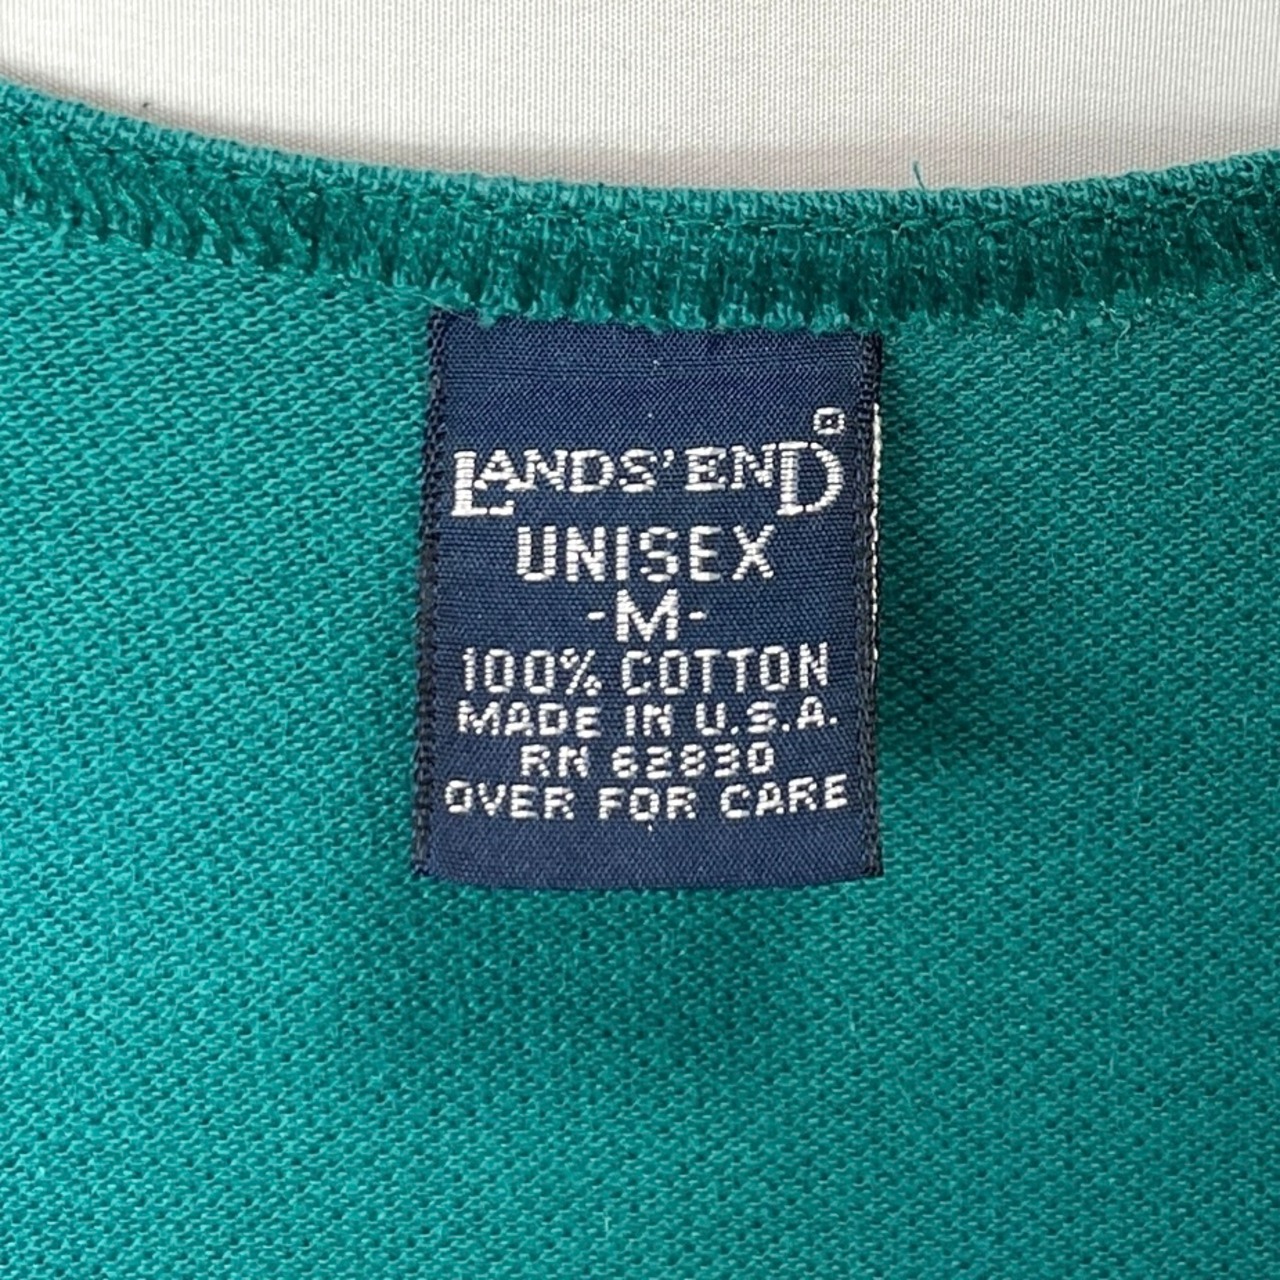 LANDS' END®
UNISEX
-M-
100% COTTON
MADE IN U.S.A.
RN 62830
OVER FOR CARE